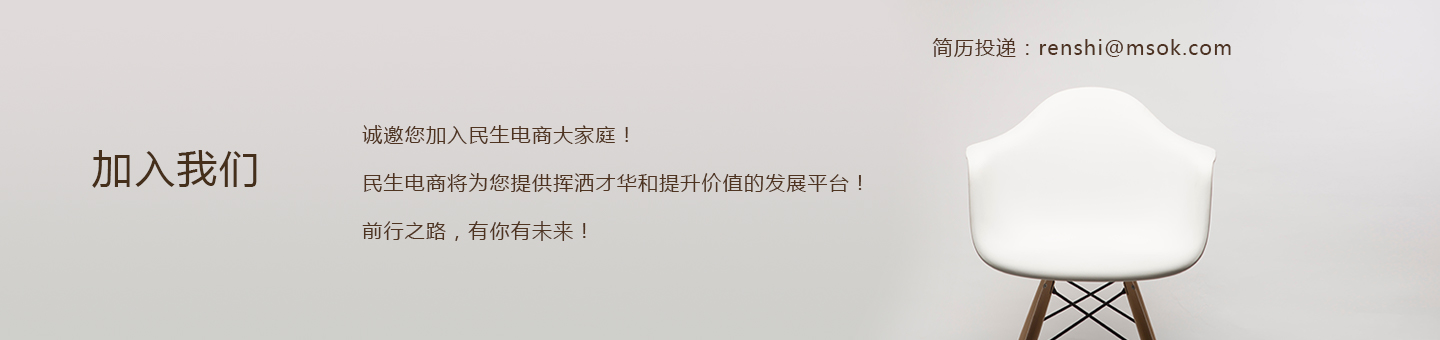 简历投递：renshi@msok.com
加入我们
诚邀您加入民生电商大家庭！
民生电商将为您提供挥洒才华和提升价值的发展平台！
前行之路，有你有未来！